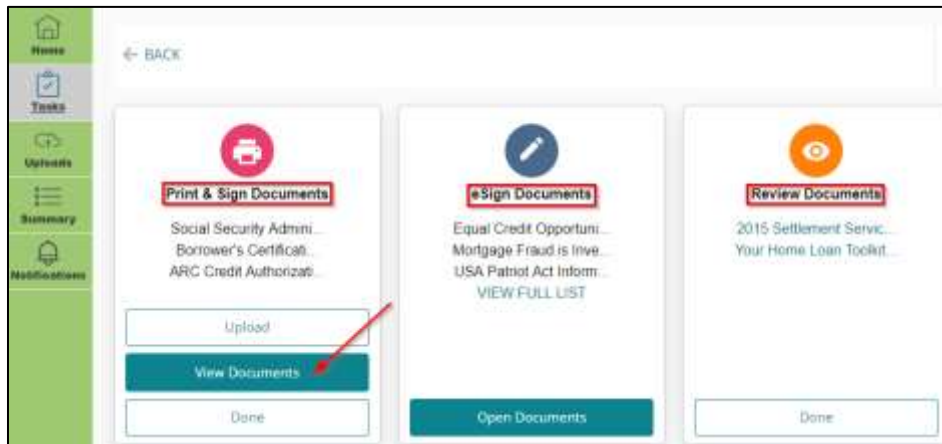 Home
← BACK
Tasks
Uploads
Summary
Notifications
Print & Sign Documents
Social Security Admini...
Borrower's Certificati...
ARC Credit Authorizati...
Upload
View Documents
Done
eSign Documents
Equal Credit Opportuni...
Mortgage Fraud is Inve...
USA Patriot Act Inform...
VIEW FULL LIST
Open Documents
Review Documents
2015 Settlement Servic...
Your Home Loan Toolkit...
Done